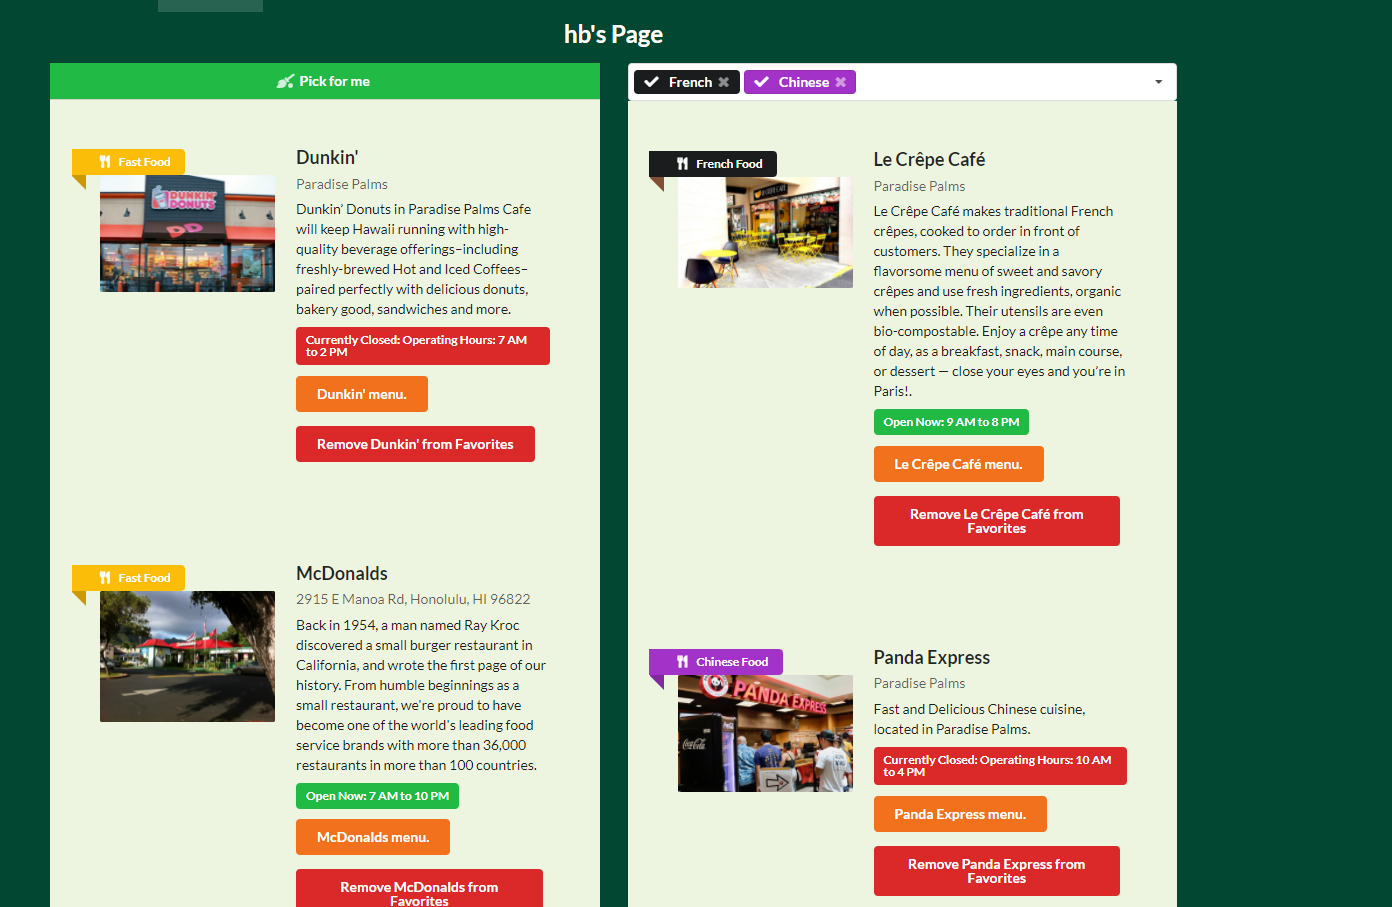 hb's Page
Pick for me
Fast Food
DUNKIN'
DONUTS
DD
Dunkin'
Paradise Palms
Dunkin’ Donuts in Paradise Palms Cafe
will keep Hawaii running with high-
quality beverage offerings–including
freshly-brewed Hot and Iced Coffees–
paired perfectly with delicious donuts,
bakery good, sandwiches and more.
Currently Closed: Operating Hours: 7 AM
to 2 PM
Dunkin' menu.
Remove Dunkin' from Favorites
Fast Food
McDonalds
2915 E Manoa Rd, Honolulu, HI 96822
Back in 1954, a man named Ray Kroc
discovered a small burger restaurant in
California, and wrote the first page of our
history. From humble beginnings as a
small restaurant, we're proud to have
become one of the world's leading food
service brands with more than 36,000
restaurants in more than 100 countries.
Open Now: 7 AM to 10 PM
McDonalds menu.
Remove McDonalds from
Favorites
French Chinese
French Food
Le Crêpe Café
Paradise Palms
Le Crêpe Café makes traditional French
crêpes, cooked to order in front of
customers. They specialize in a
flavorsome menu of sweet and savory
crêpes and use fresh ingredients, organic
when possible. Their utensils are even
bio-compostable. Enjoy a crêpe any time
of day, as a breakfast, snack, main course,
or dessert — close your eyes and you’re in
Paris!.
Open Now: 9 AM to 8 PM
Le Crêpe Café menu.
Remove Le Crêpe Café from
Favorites
Chinese Food
PANDA EXPRESS
Coca-Cola
Panda Express
Paradise Palms
Fast and Delicious Chinese cuisine,
located in Paradise Palms.
Currently Closed: Operating Hours: 10 AM
to 4 PM
Panda Express menu.
Remove Panda Express from
Favorites